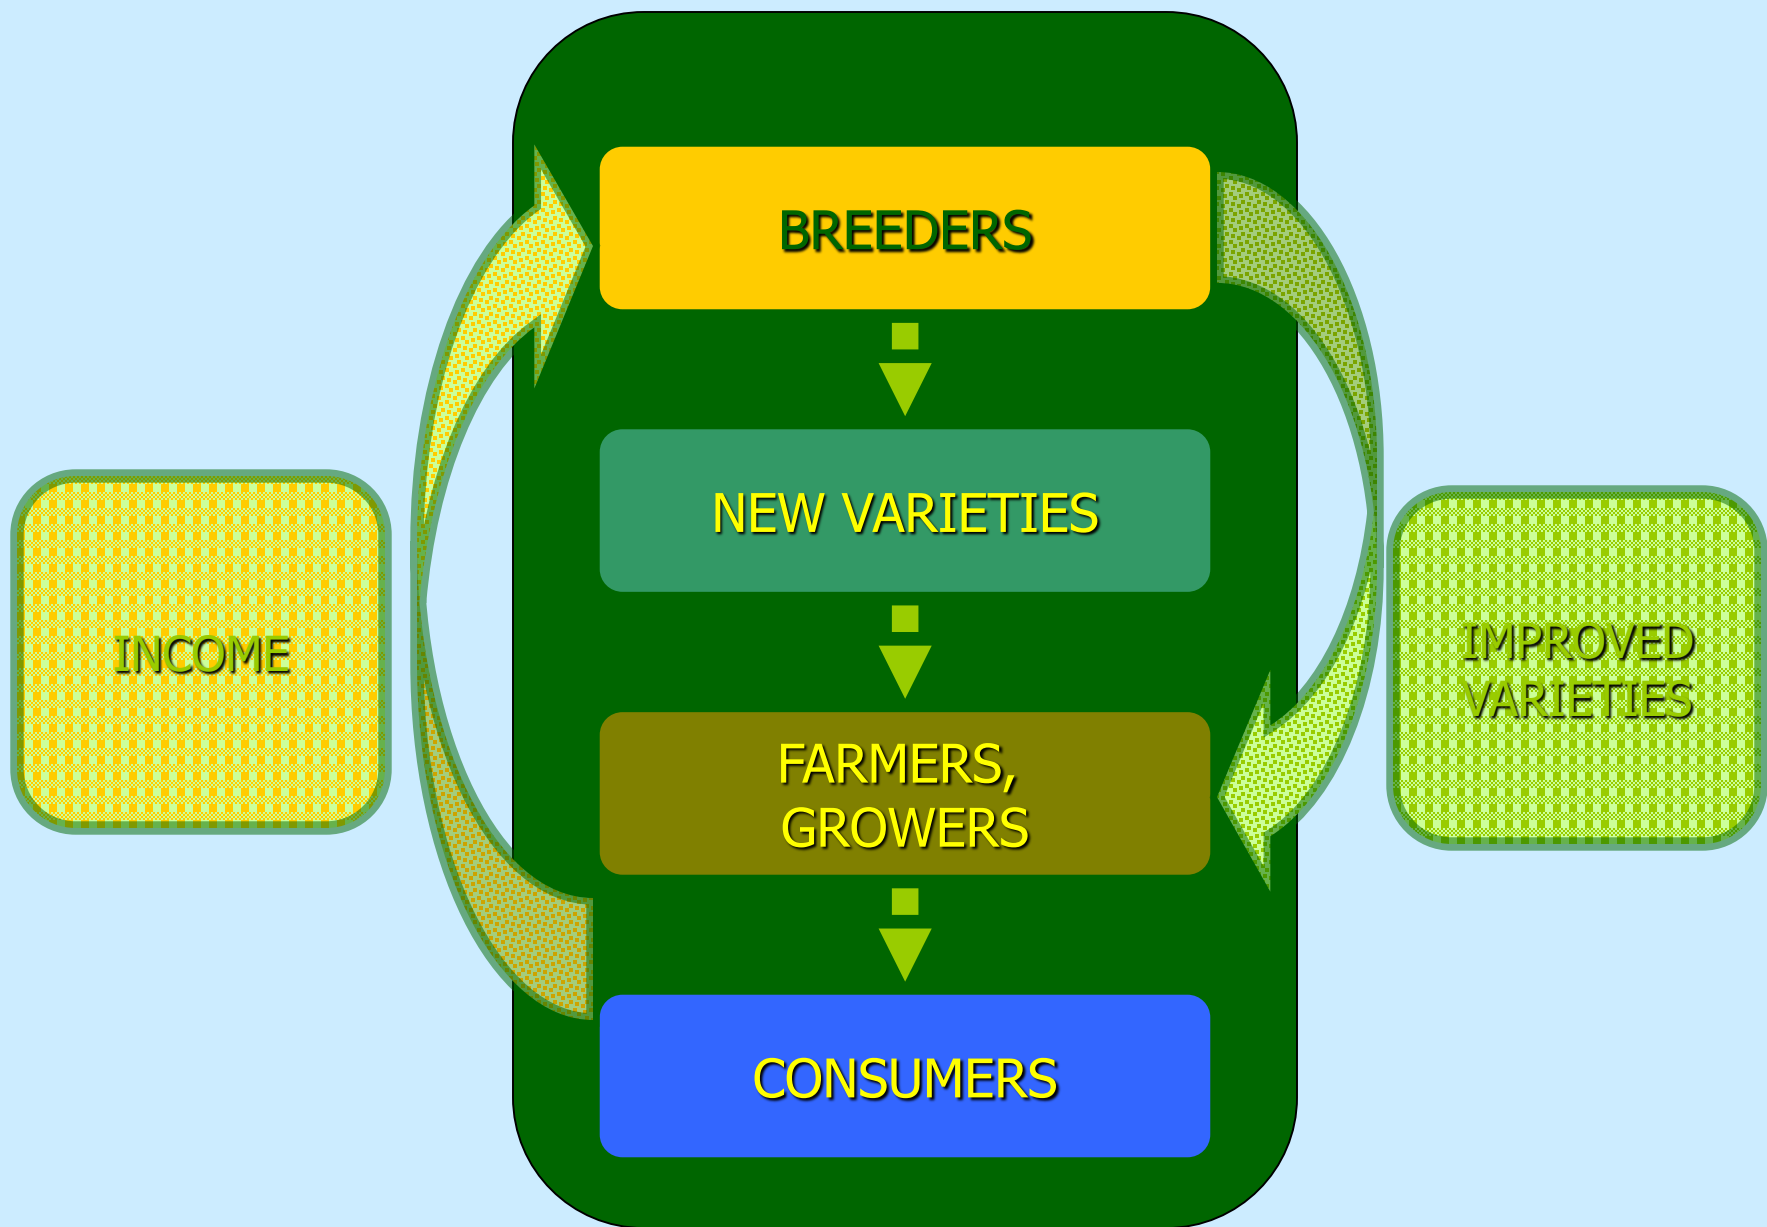 BREEDERS
NEW VARIETIES
INCOME
IMPROVED
VARIETIES
FARMERS,
GROWERS
CONSUMERS